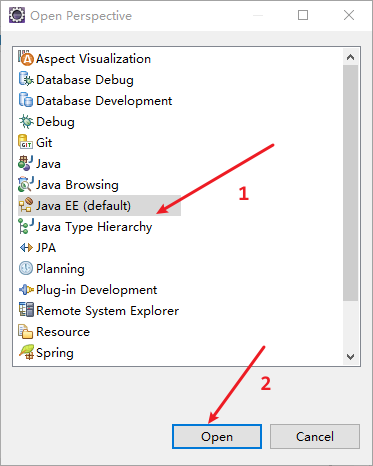 Open Perspective
Aspect Visualization
Database Debug
Database Development
Debug
GIT Git
Java
Java Browsing
1
Java EE (default)
Java Type Hierarchy
JPA
Planning
Plug-in Development
Remote System Explorer
Resource
Spring
2
Open Cancel